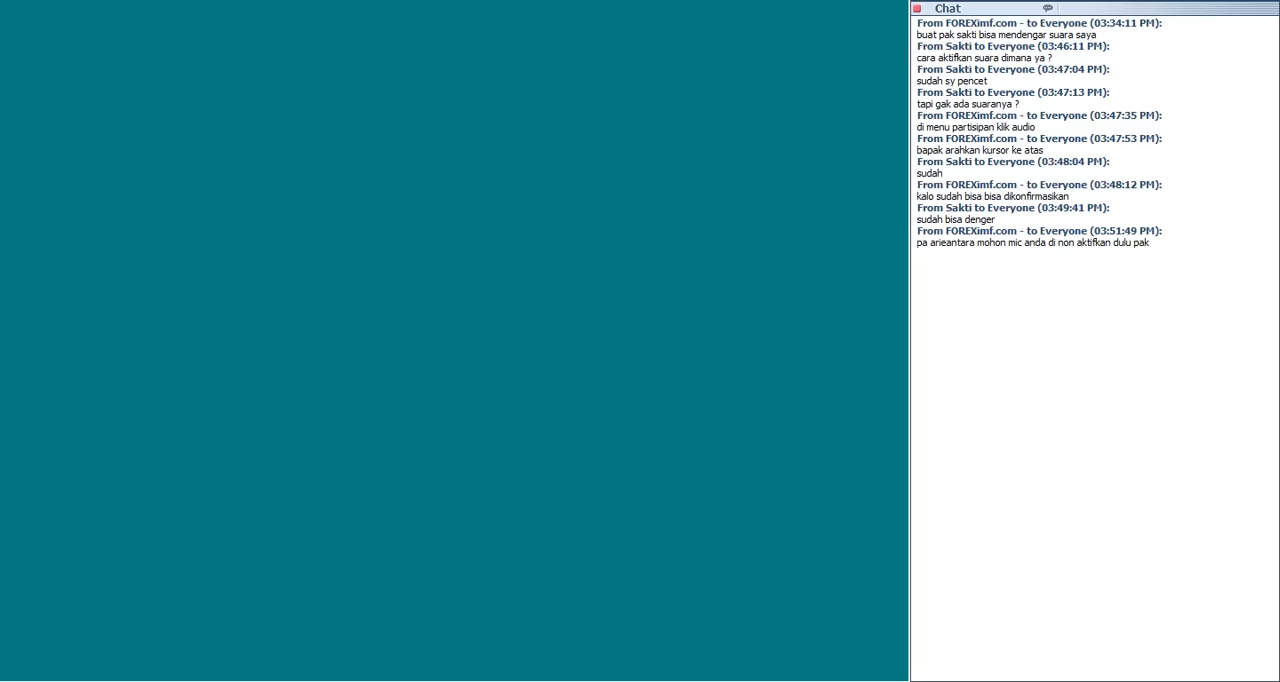 Chat
From FOREXimf.com - to Everyone (03:34:11 PM):
buat pak sakti bisa mendengar suara saya
From Sakti to Everyone (03:46:11 PM):
cara aktifkan suara dimana ya ?
From Sakti to Everyone (03:47:04 PM):
sudah sy pencet
From Sakti to Everyone (03:47:13 PM):
tapi gak ada suaranya ?
From FOREXimf.com - to Everyone (03:47:35 PM):
di menu partisipan klik audio
From FOREXimf.com - to Everyone (03:47:53 PM):
bapak arahkan kursor ke atas
From Sakti to Everyone (03:48:04 PM):
sudah
From FOREXimf.com - to Everyone (03:48:12 PM):
kalo sudah bisa bisa dikonfirmasikan
From Sakti to Everyone (03:49:41 PM):
sudah bisa denger
From FOREXimf.com - to Everyone (03:51:49 PM):
pa arieantara mohon mic anda di non aktifkan dulu pak